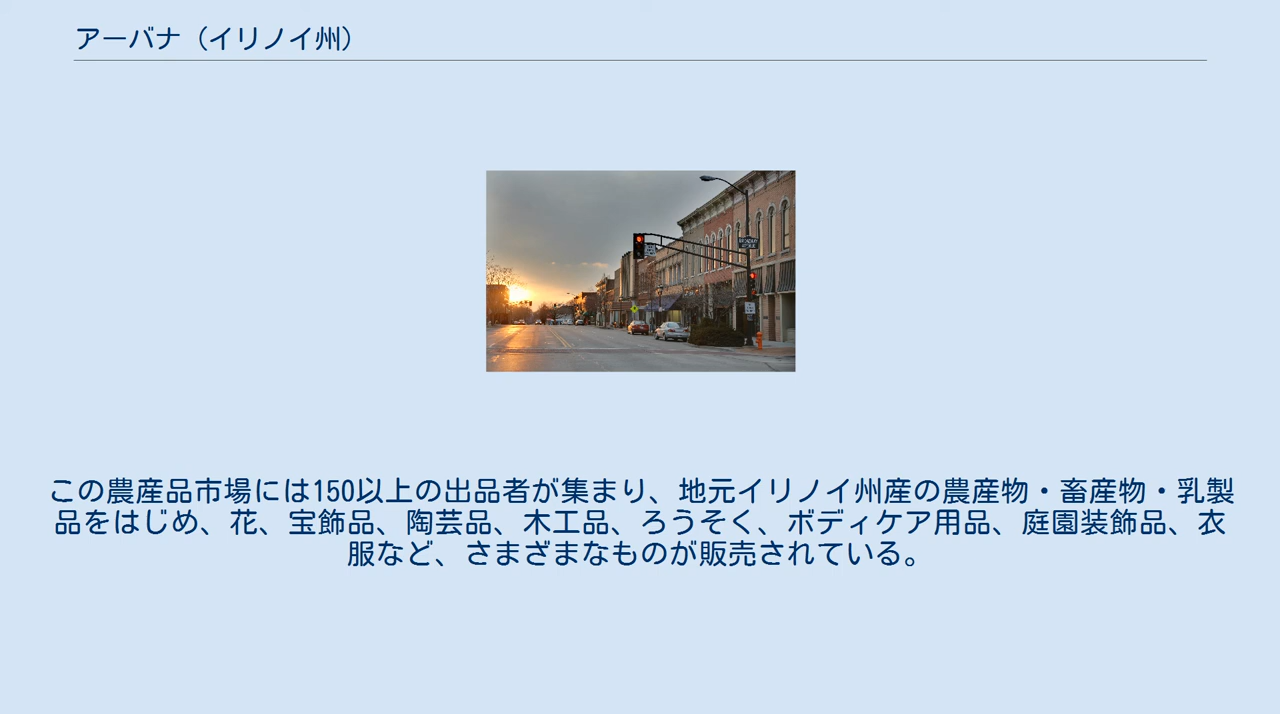 アーバナ（イリノイ州）
この農産品市場には150以上の出品者が集まり、地元イリノイ州産の農産物・畜産物・乳製
品をはじめ、花、宝飾品、陶芸品、木工品、ろうそく、ボディケア用品、庭園装飾品、衣
服など、さまざまなものが販売されている。